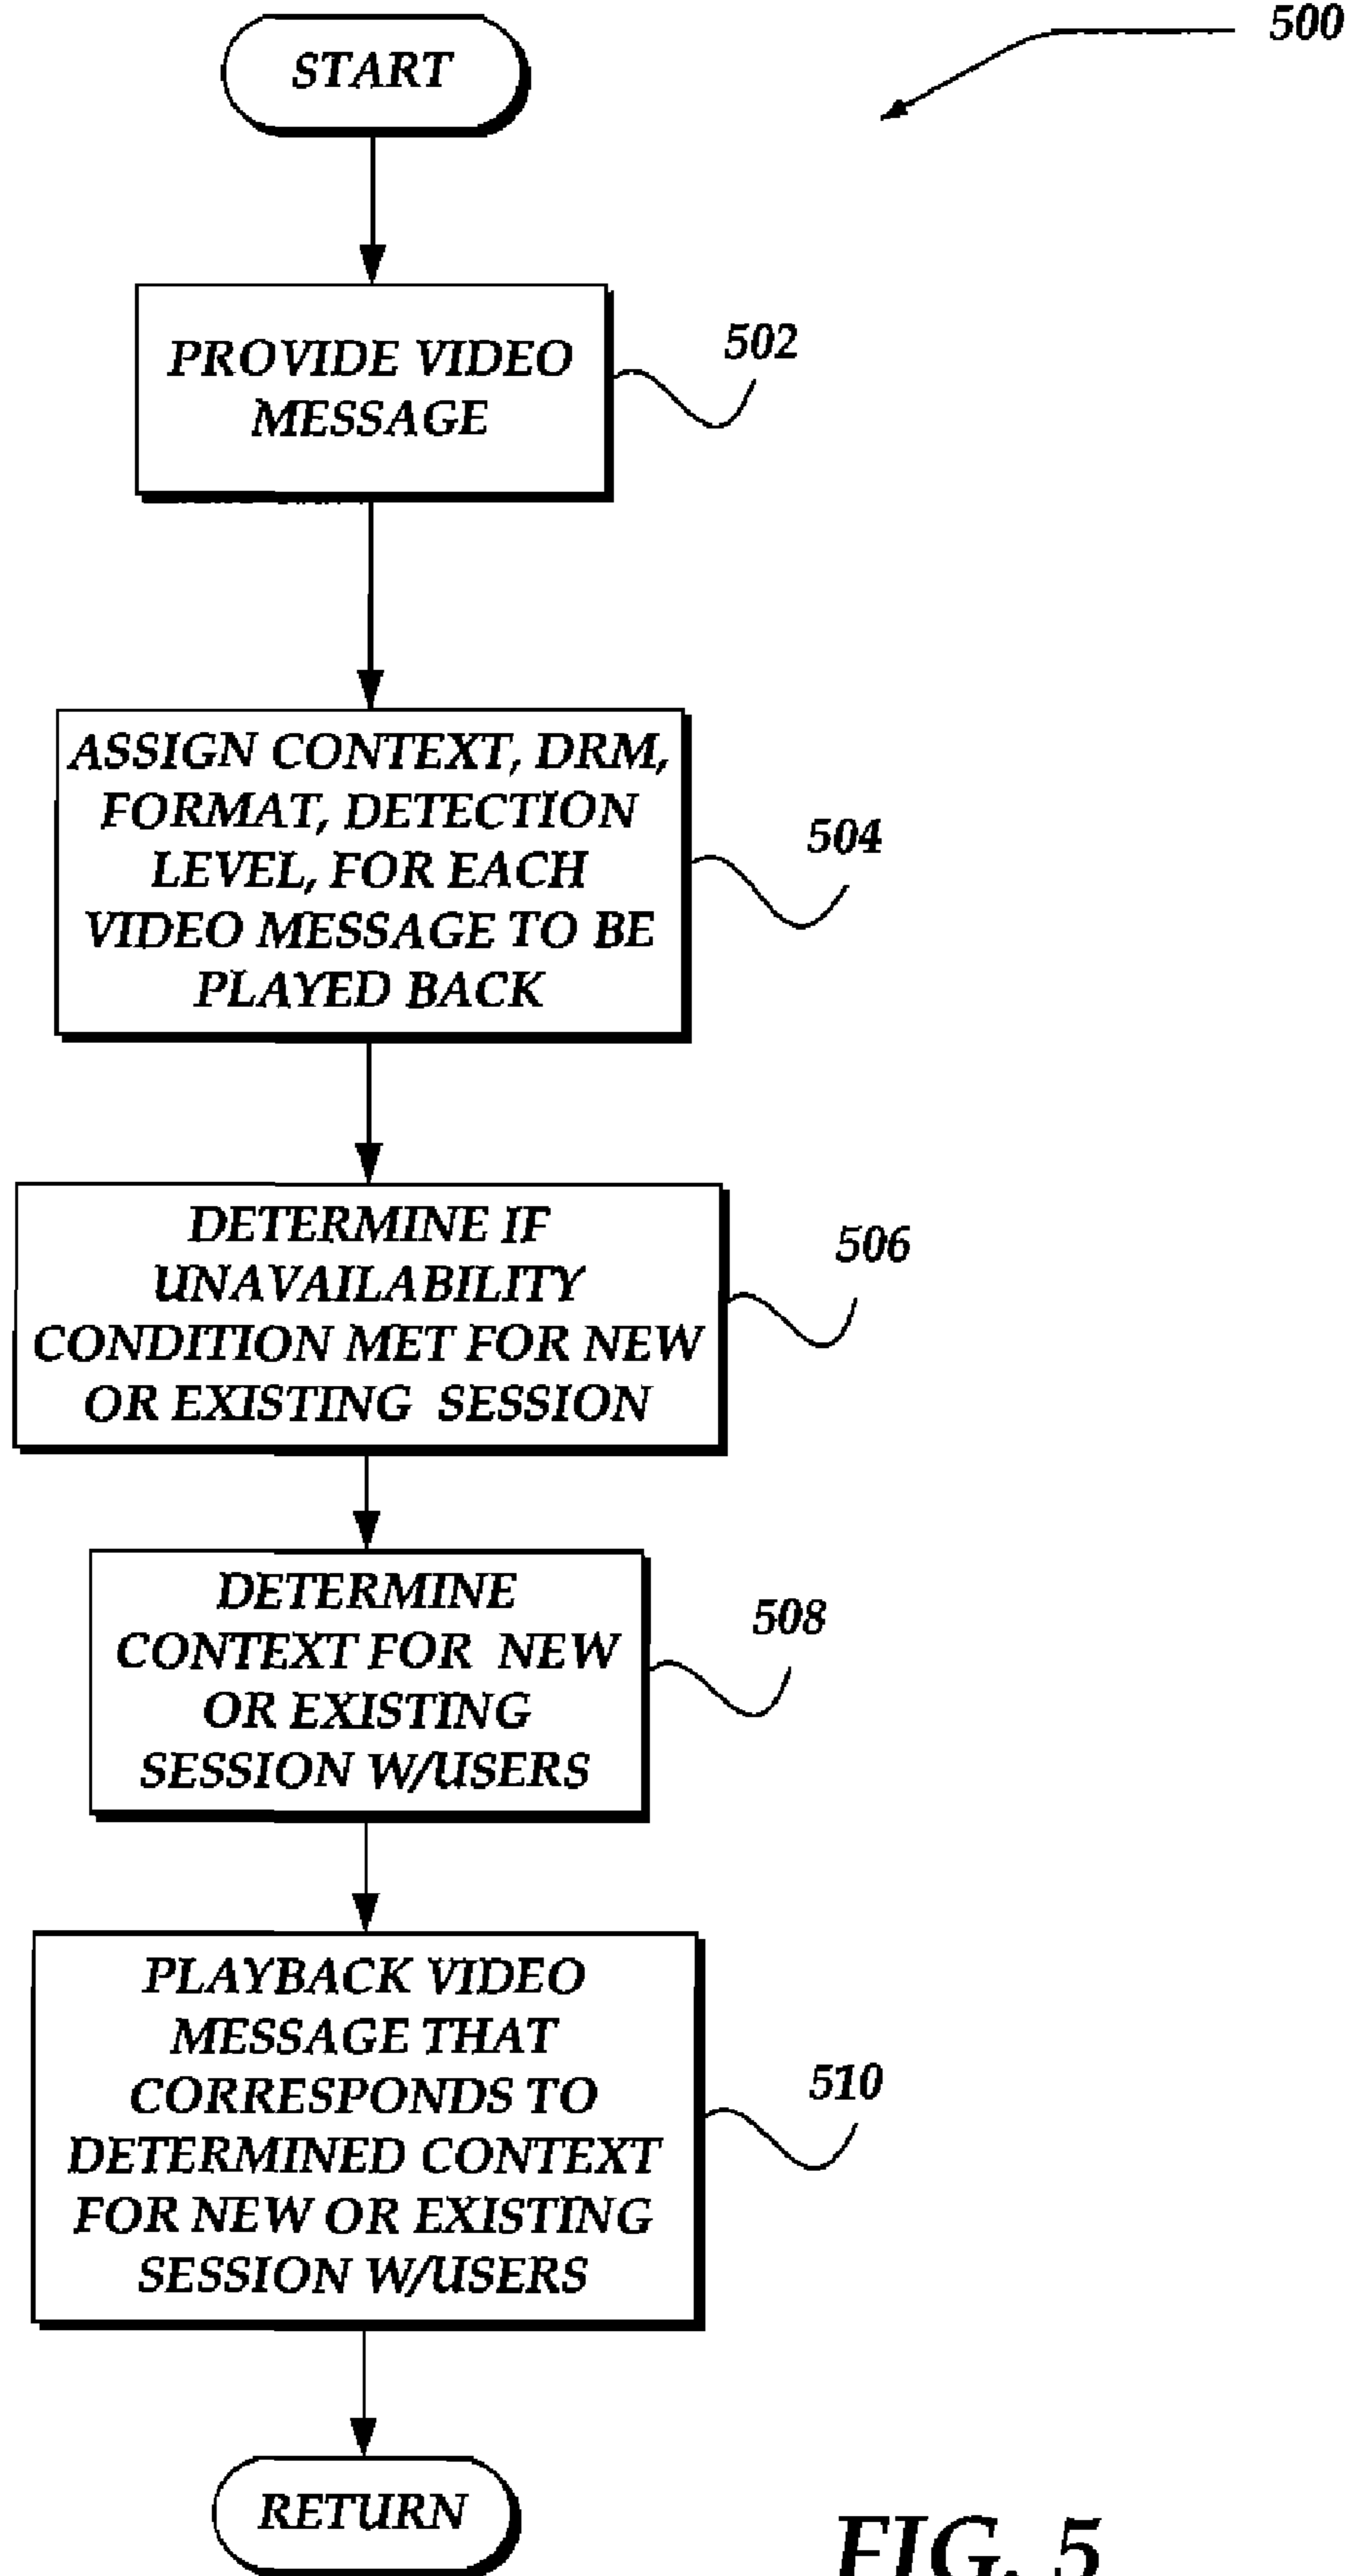 500
START
PROVIDE VIDEO
MESSAGE
502
ASSIGN CONTEXT, DRM,
FORMAT, DETECTION
LEVEL, FOR EACH
VIDEO MESSAGE TO BE
PLAYED BACK
504
DETERMINE IF
UNAVAILABILITY
CONDITION MET FOR NEW
OR EXISTING SESSION
506
DETERMINE
CONTEXT FOR NEW
OR EXISTING
SESSION W/USERS
508
PLAYBACK VIDEO
MESSAGE THAT
CORRESPONDS TO
DETERMINED CONTEXT
FOR NEW OR EXISTING
SESSION W/USERS
510
RETURN
FIG. 5